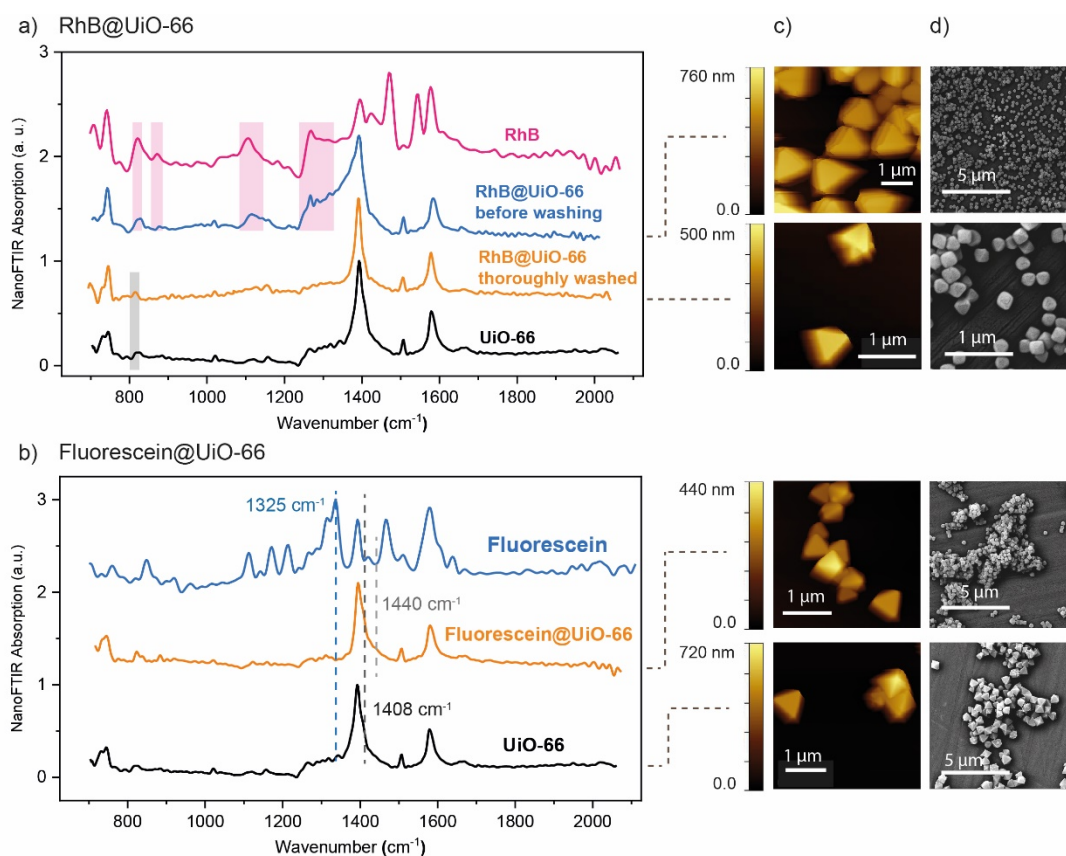 a) RhB@UiO-66
c)
d)
NanoFTIR Absorption (a. u.)
3
2
1
0
RhB
RhB@UiO-66
before washing
RhB@UiO-66
thoroughly washed
UiO-66
800 1000 1200 1400 1600 1800 2000
Wavenumber (cm⁻¹)
760 nm
0.0
500 nm
0.0
1 µm
1 µm
5 µm
1 µm
b) Fluorescein@UiO-66
NanoFTIR Absorption (a.u.)
3
2
1
0
1325 cm⁻¹
Fluorescein
1440 cm⁻¹
Fluorescein@UiO-66
1408 cm⁻¹
UiO-66
800 1000 1200 1400 1600 1800 2000
Wavenumber (cm⁻¹)
440 nm
0.0
720 nm
0.0
1 µm
1 µm
5 µm
5 µm